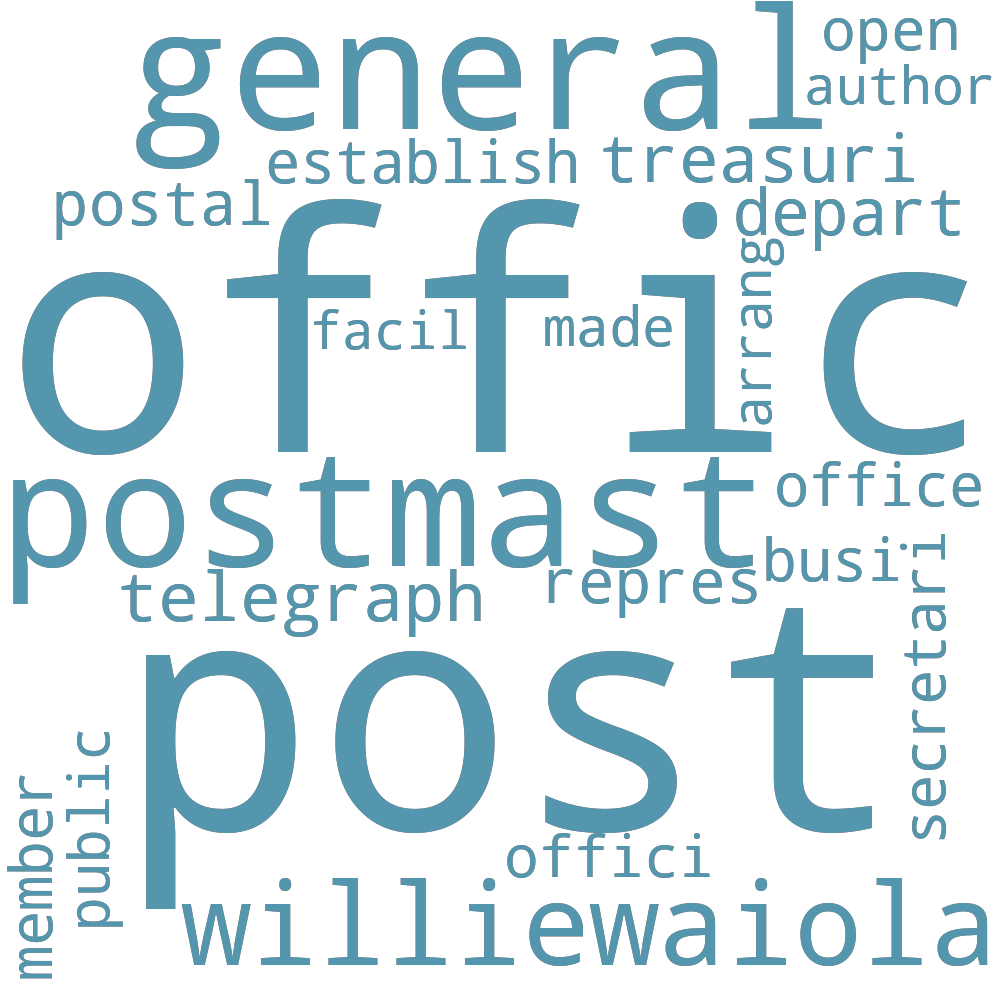 general
open
author
establish
treasuri
postal
depart
offic
arrang
facil
made
postmast
office
busi
telegraph
repres
secretari
post
public
member
offici
williewaiola